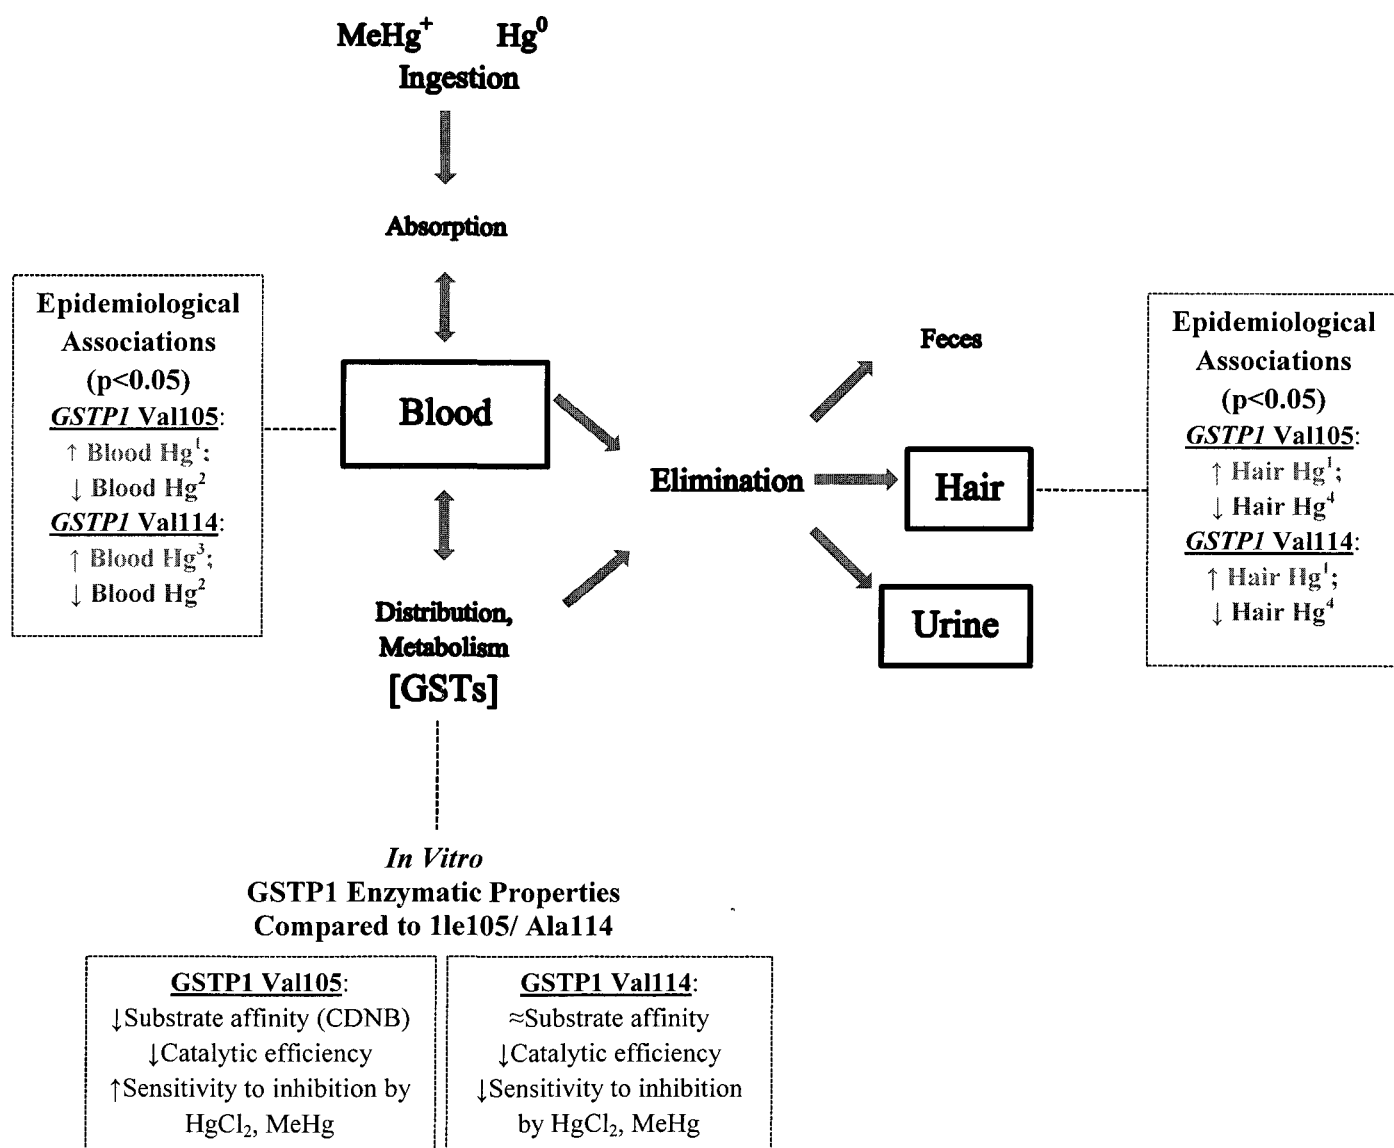 MeHg⁺ Hg⁰
Ingestion
Absorption
Epidemiological
Associations
(p<0.05)
GSTP1 Val105:
↑ Blood Hg¹;
↓ Blood Hg²
GSTP1 Val114:
↑ Blood Hg³;
↓ Blood Hg²
Blood
Distribution,
Metabolism
[GSTs]
Elimination
Feces
Hair
Urine
Epidemiological
Associations
(p<0.05)
GSTP1 Val105:
↑ Hair Hg¹;
↓ Hair Hg⁴
GSTP1 Val114:
↑ Hair Hg¹;
↓ Hair Hg⁴
In Vitro
GSTP1 Enzymatic Properties
Compared to 1le105/ Ala114
GSTP1 Val105:
↓Substrate affinity (CDNB)
↓Catalytic efficiency
↑Sensitivity to inhibition by
HgCl₂, MeHg
GSTP1 Val114:
≈Substrate affinity
↓Catalytic efficiency
↓Sensitivity to inhibition
by HgCl₂, MeHg